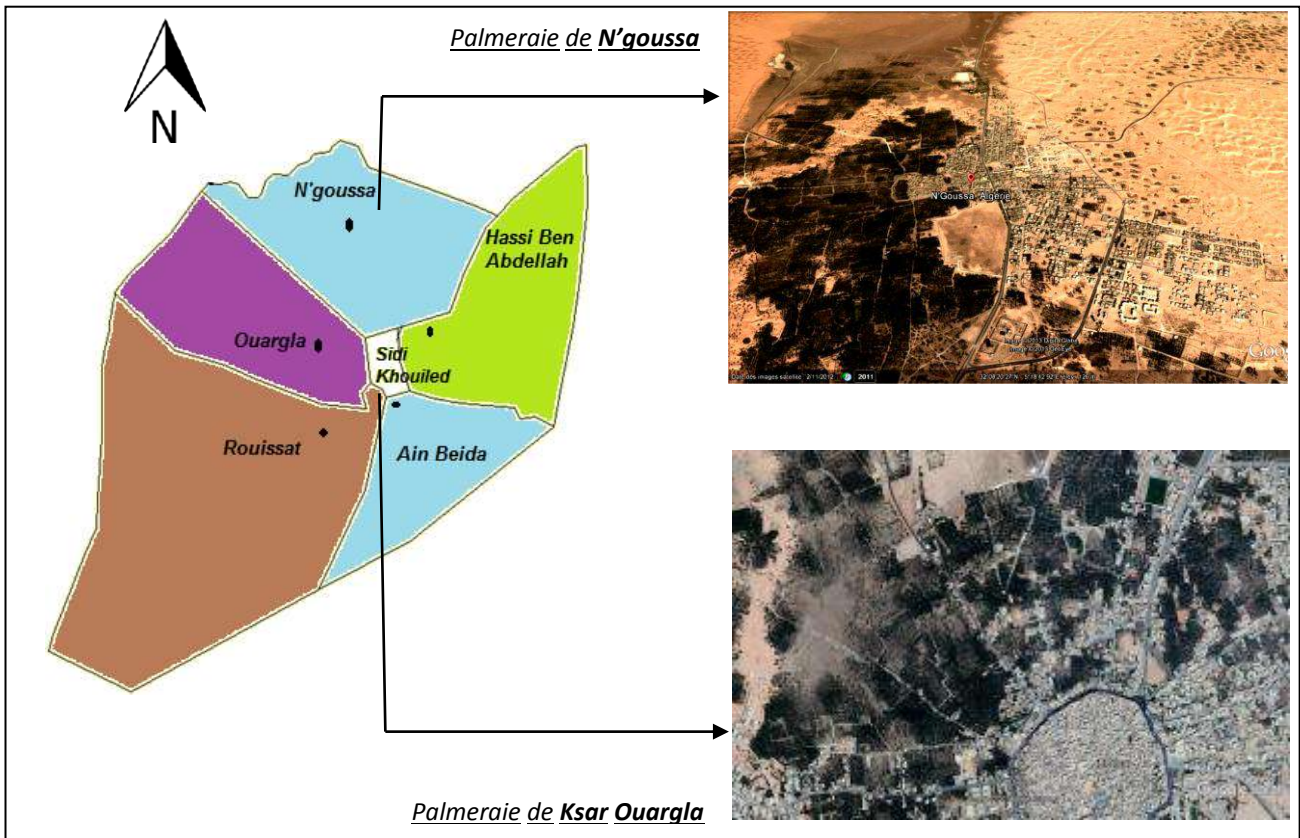 Palmeraie de N'goussa
N
N'goussa
Hassi Ben
Abdellah
Ouargla
Sidi
Khouiled
Rouissat
Ain Beida
N'Goussa, Algérie
2011
Palmeraie de Ksar Ouargla